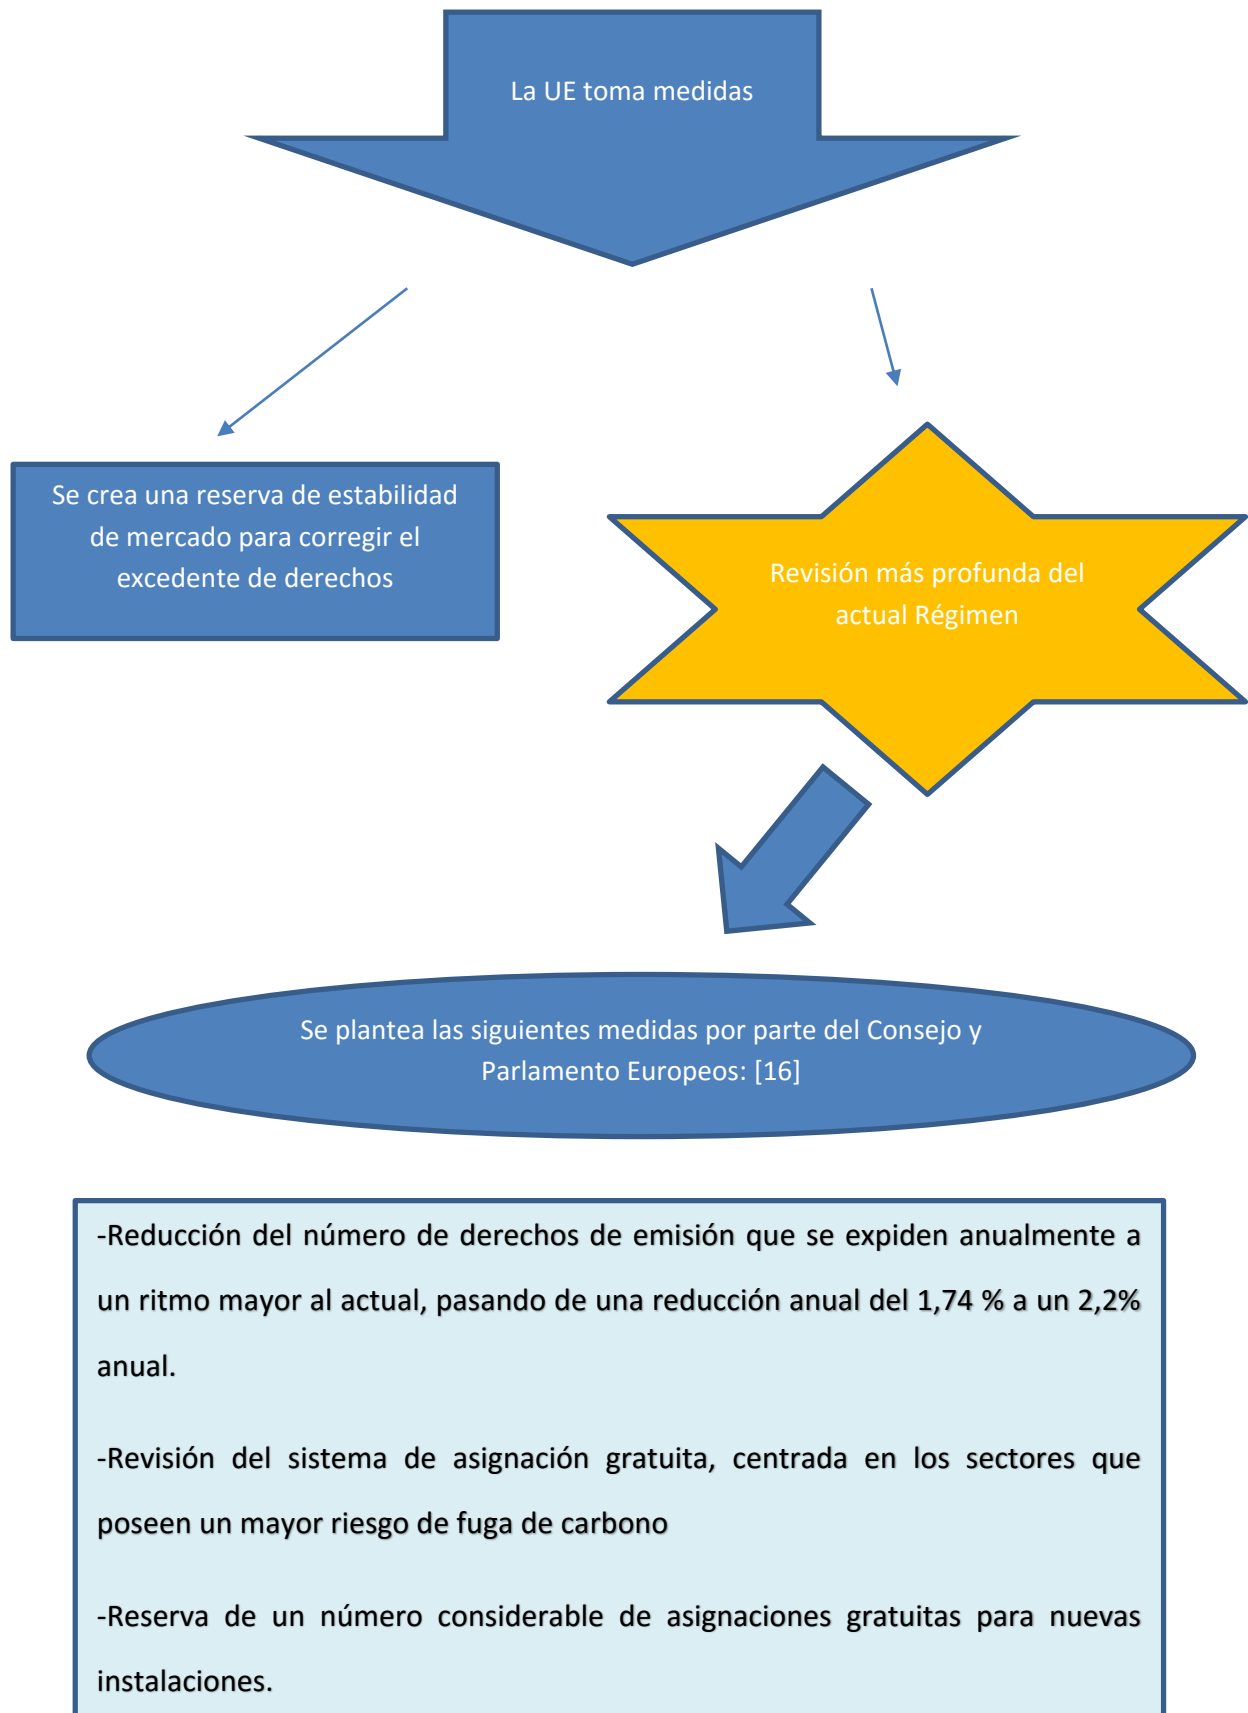 La UE toma medidas
Se crea una reserva de estabilidad
de mercado para corregir el
excedente de derechos
Revisión más profunda del
actual Régimen
Se plantea las siguientes medidas por parte del Consejo y
Parlamento Europeos: [16]
-Reducción del número de derechos de emisión que se expiden anualmente a
un ritmo mayor al actual, pasando de una reducción anual del 1,74 % a un 2,2%
anual.
-Revisión del sistema de asignación gratuita, centrada en los sectores que
poseen un mayor riesgo de fuga de carbono
-Reserva de un número considerable de asignaciones gratuitas para nuevas
instalaciones.